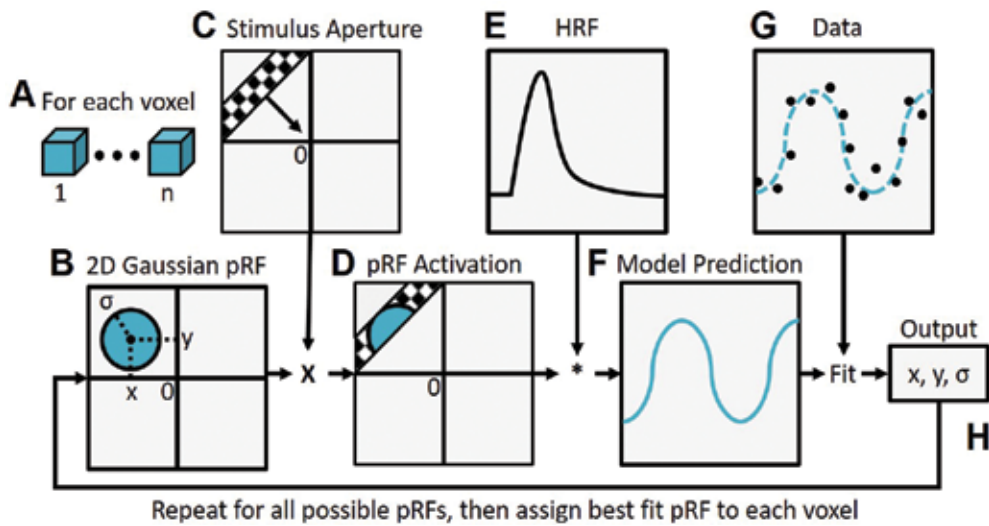 A For each voxel
1 n
C Stimulus Aperture
0
E HRF
G Data
B 2D Gaussian pRF
σ
y
x 0
X
D pRF Activation
0
*
F Model Prediction
Fit
Output
x, y, σ
H
Repeat for all possible pRFs, then assign best fit pRF to each voxel